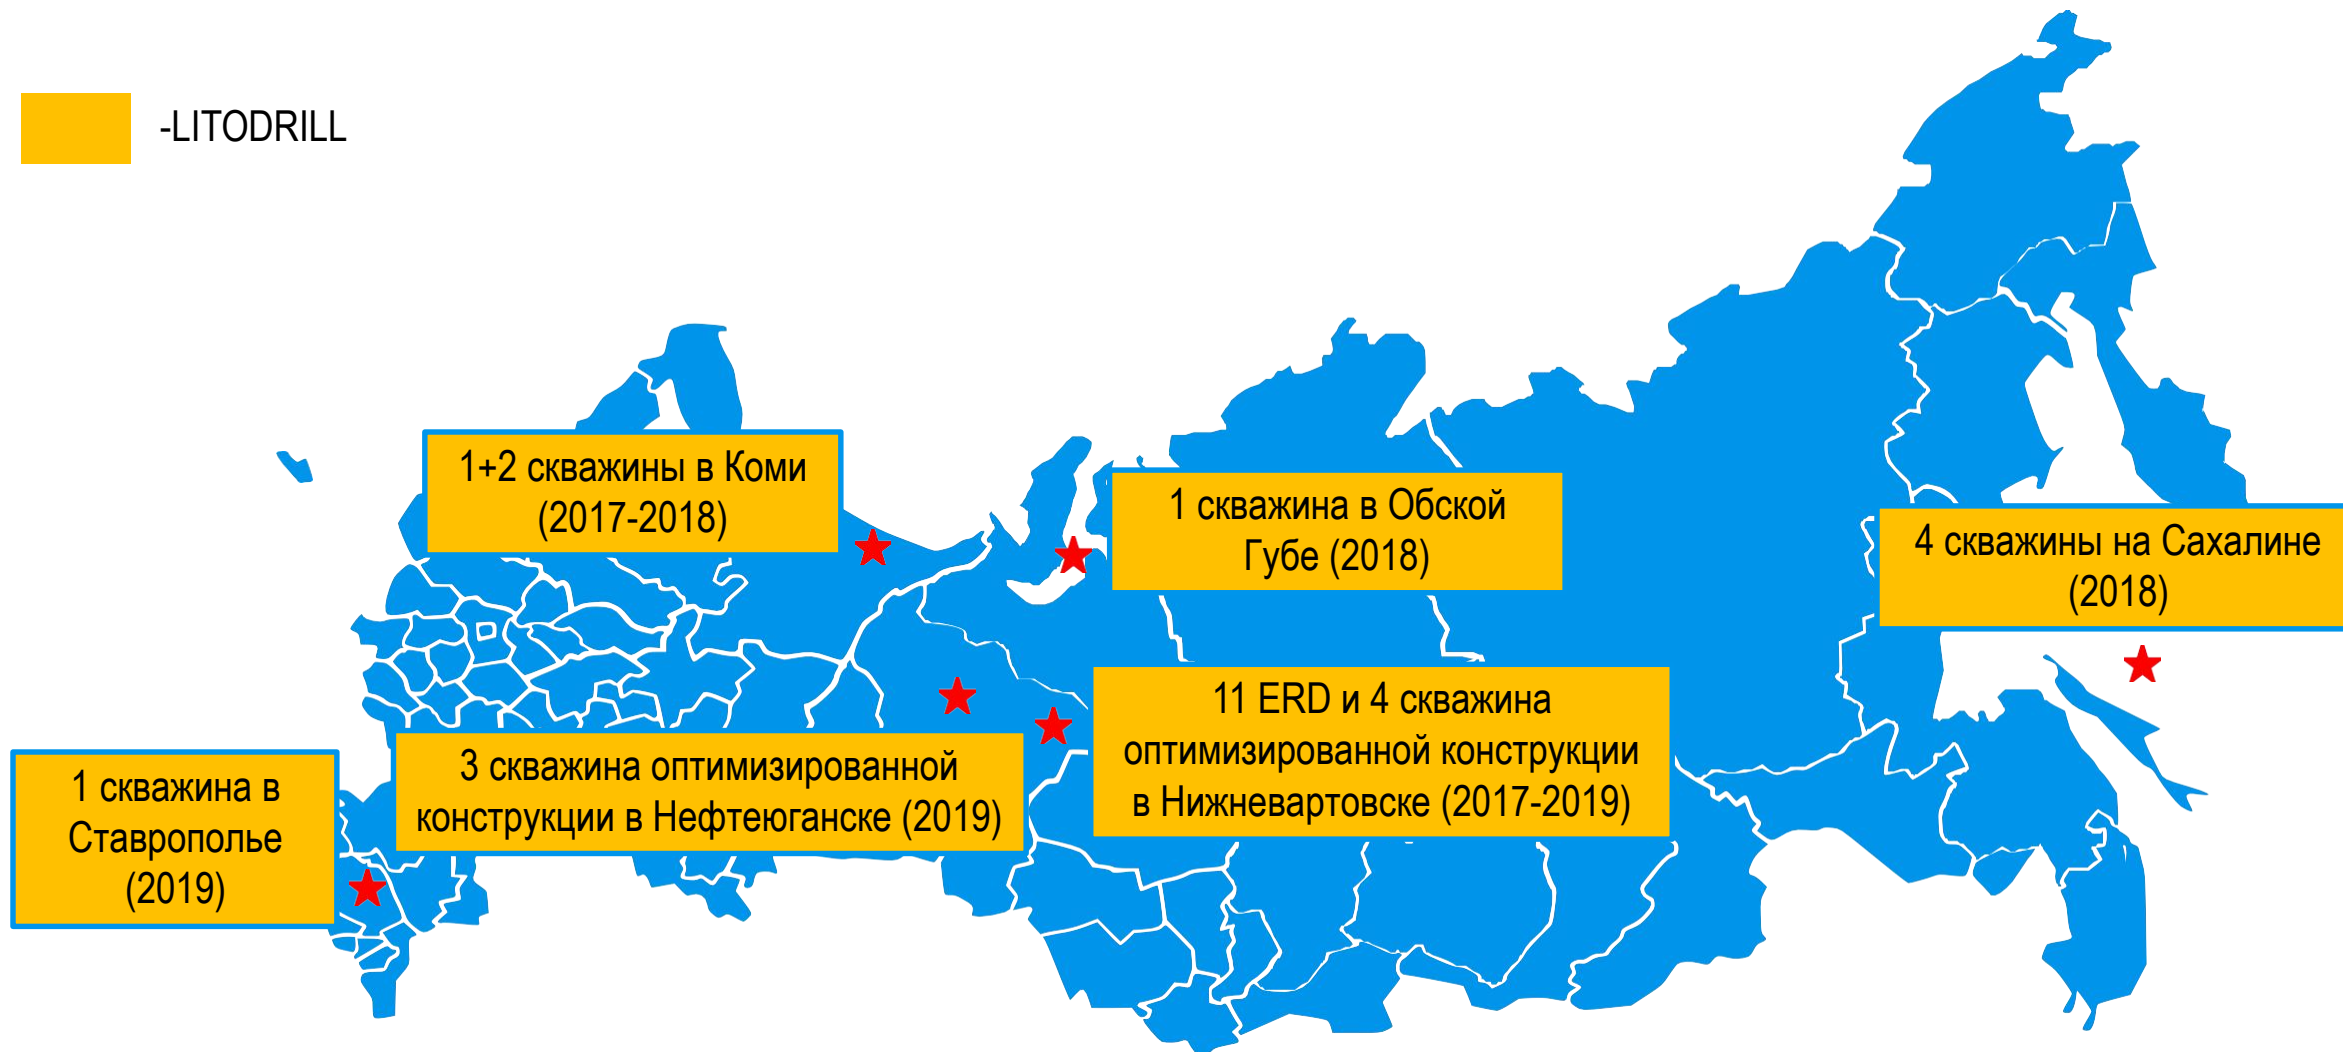 -LITODRILL
1+2 скважины в Коми
(2017-2018)
1 скважина в Обской
Губе (2018)
4 скважины на Сахалине
(2018)
11 ERD и 4 скважина
оптимизированной конструкции
в Нижневартовске (2017-2019)
3 скважина оптимизированной
конструкции в Нефтеюганске (2019)
1 скважина в
Ставрополье
(2019)